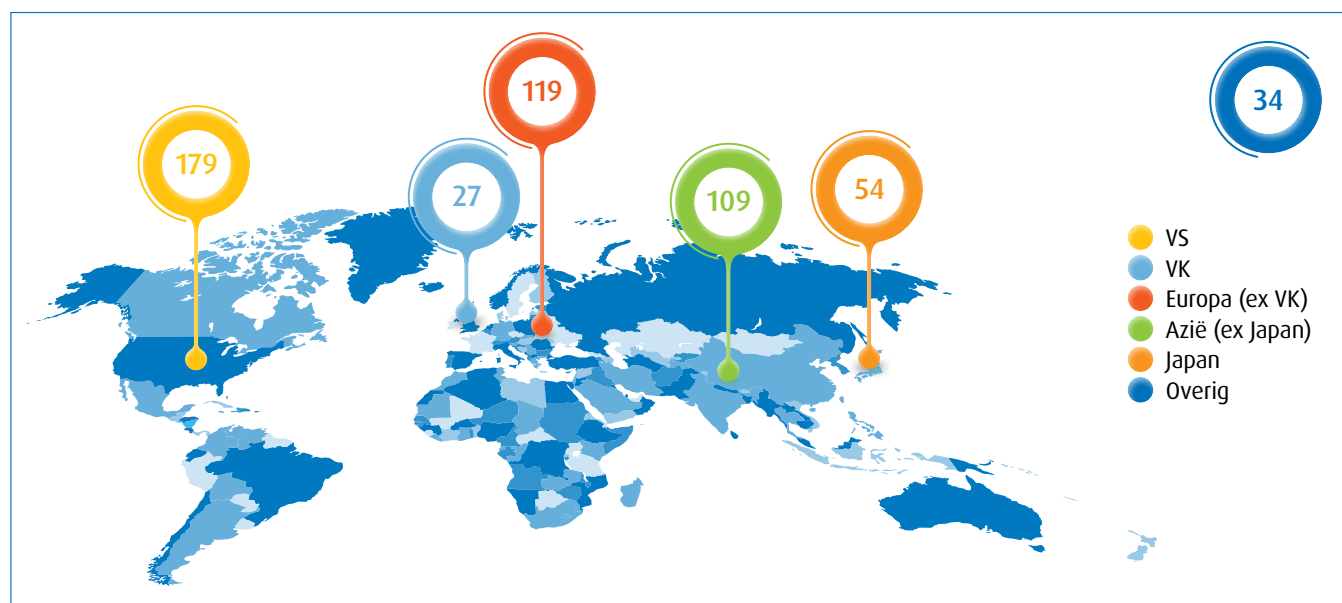 119
34
179
27
109
54
VS
VK
Europa (ex VK)
Azië (ex Japan)
Japan
Overig